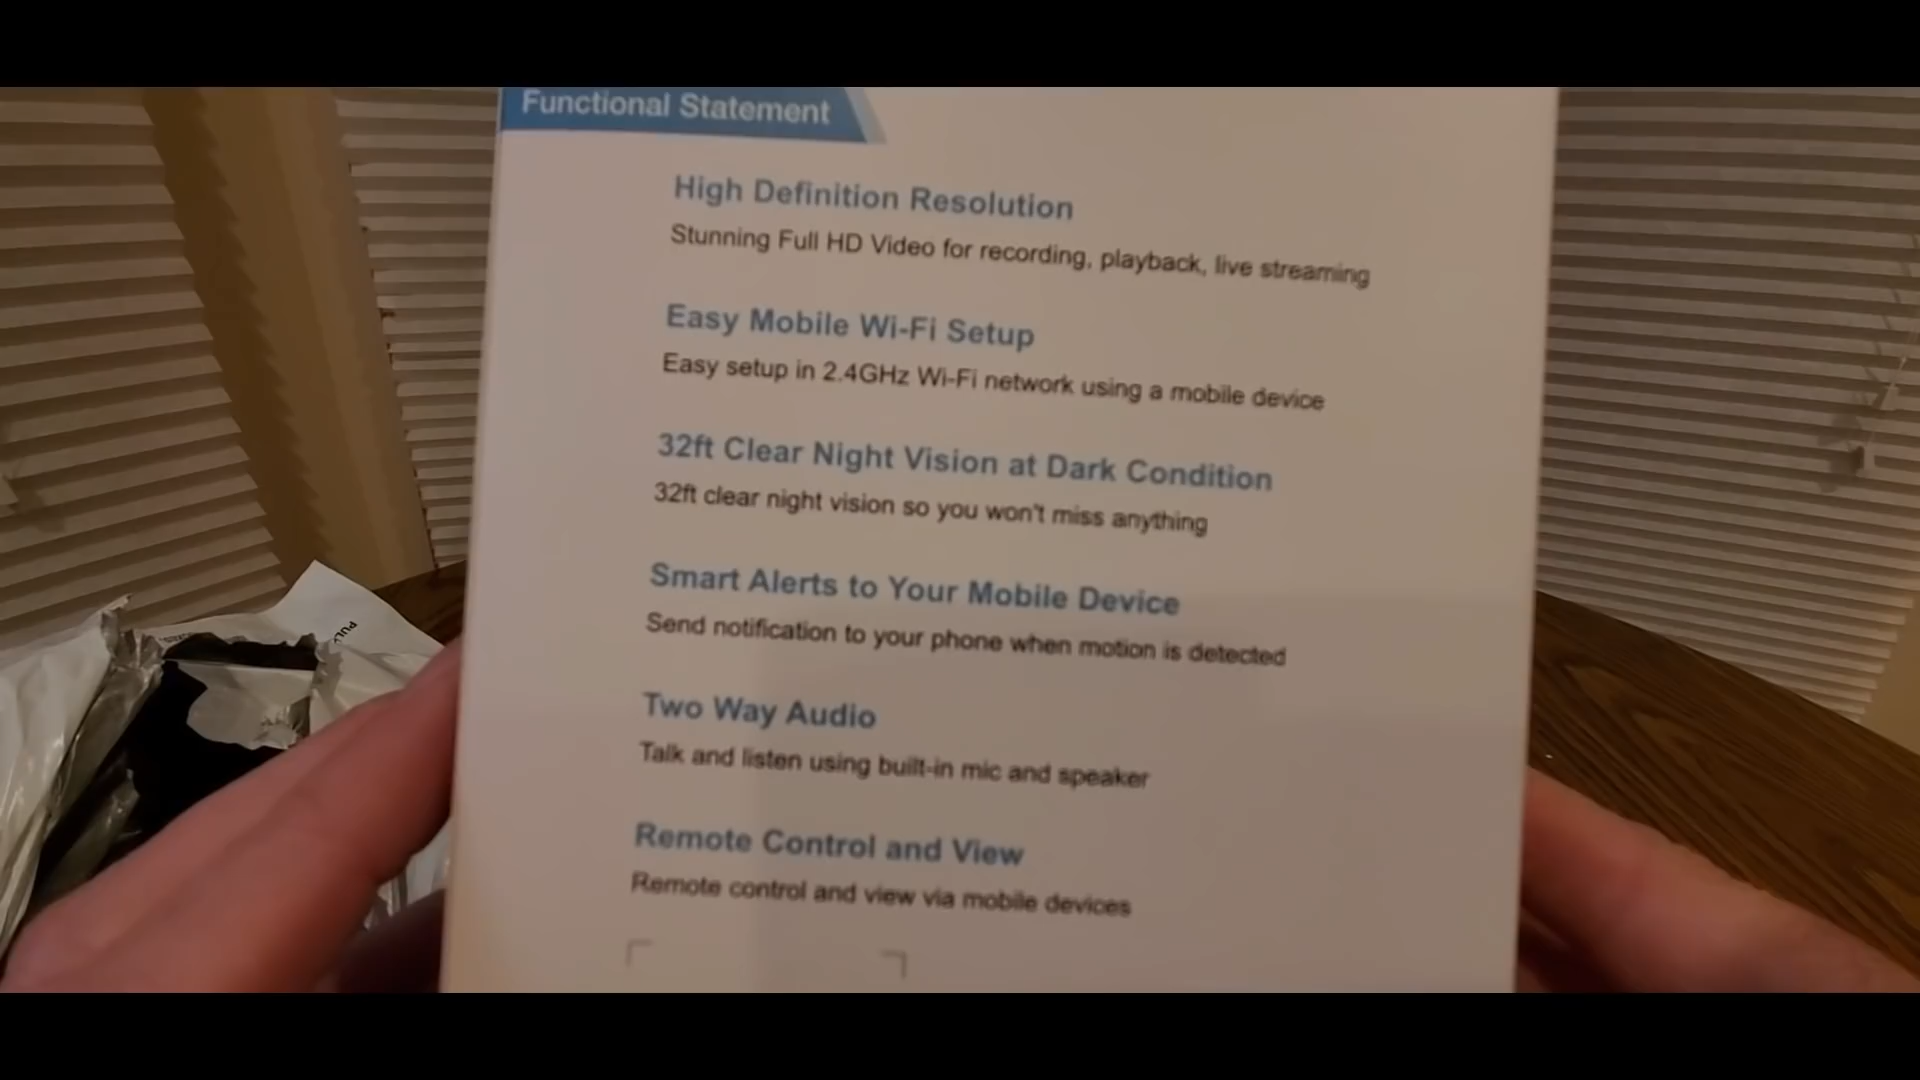 Functional Statement
High Definition Resolution
Stunning Full HD Video for recording, playback, live streaming
Easy Mobile Wi-Fi Setup
Easy setup in 2.4GHz Wi-Fi network using a mobile device
32ft Clear Night Vision at Dark Condition
32ft clear night vision so you won't miss anything
Smart Alerts to Your Mobile Device
Send notification to your phone when motion is detected
Two Way Audio
Talk and listen using built-in mic and speaker
Remote Control and View
Remote control and view via mobile devices